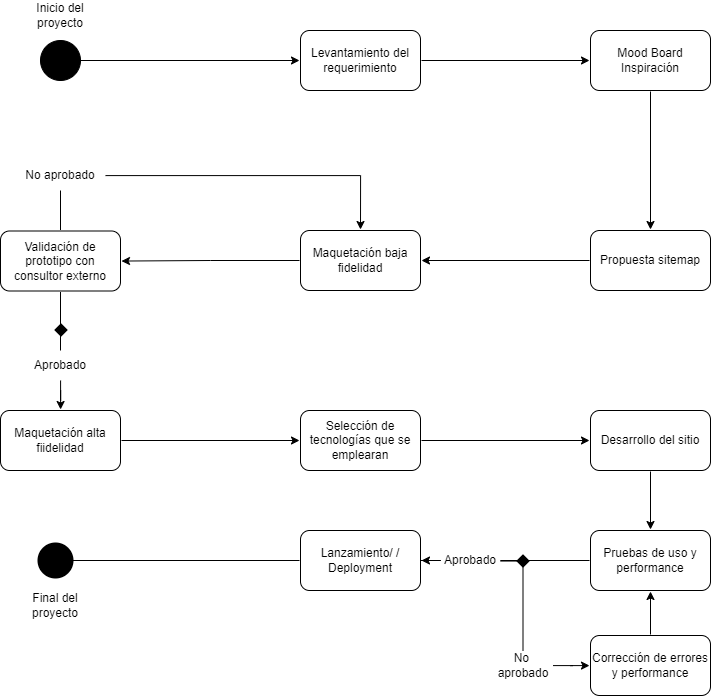 Inicio del
proyecto
Levantamiento del
requerimiento
Mood Board
Inspiración
No aprobado
Validación de
prototipo con
consultor externo
Maquetación baja
fidelidad
Propuesta sitemap
Aprobado
Maquetación alta
fiidelidad
Selección de
tecnologías que se
emplearan
Desarrollo del sitio
Final del
proyecto
Lanzamiento/ /
Deployment
Aprobado
Pruebas de uso y
performance
No
aprobado
Corrección de errores
y performance